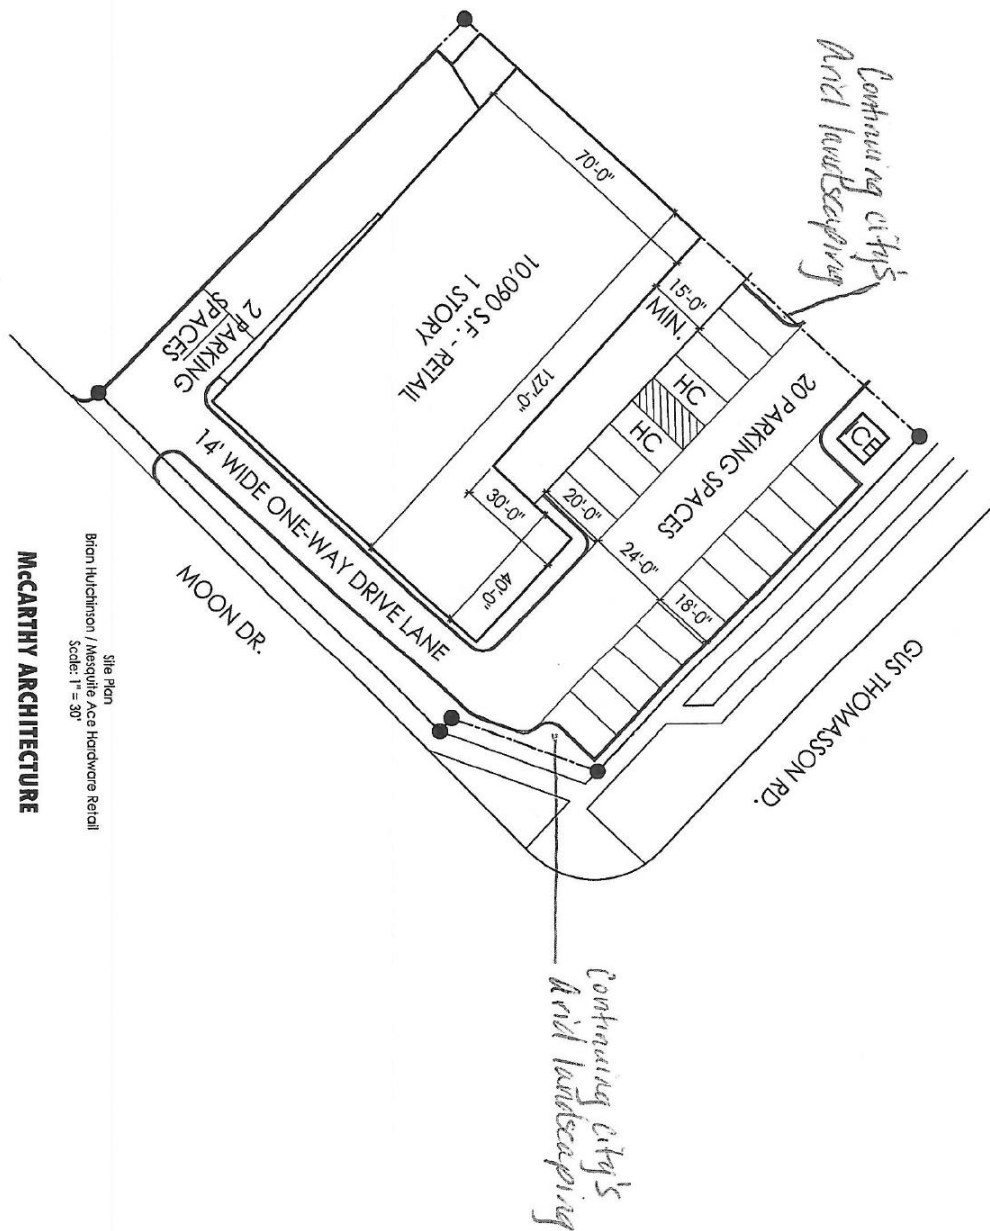 Continuing city's
Arid landscaping
70'-0"
10,090 S.F. - RETAIL
1 STORY
127'-0"
15'-0"
MIN.
HC
HC
20 PARKING SPACES
CE
2 PARKING
SPACES
14' WIDE ONE-WAY DRIVE LANE
30'-0"
40'-0"
20'-0"
24'-0"
18'-0"
MOON DR.
GUS THOMASSON RD.
Continuing city's
Arid landscaping
Site Plan
Brian Hutchinson / Mesquite Ace Hardware Retail
Scale: 1" = 30'
McCARTHY ARCHITECTURE